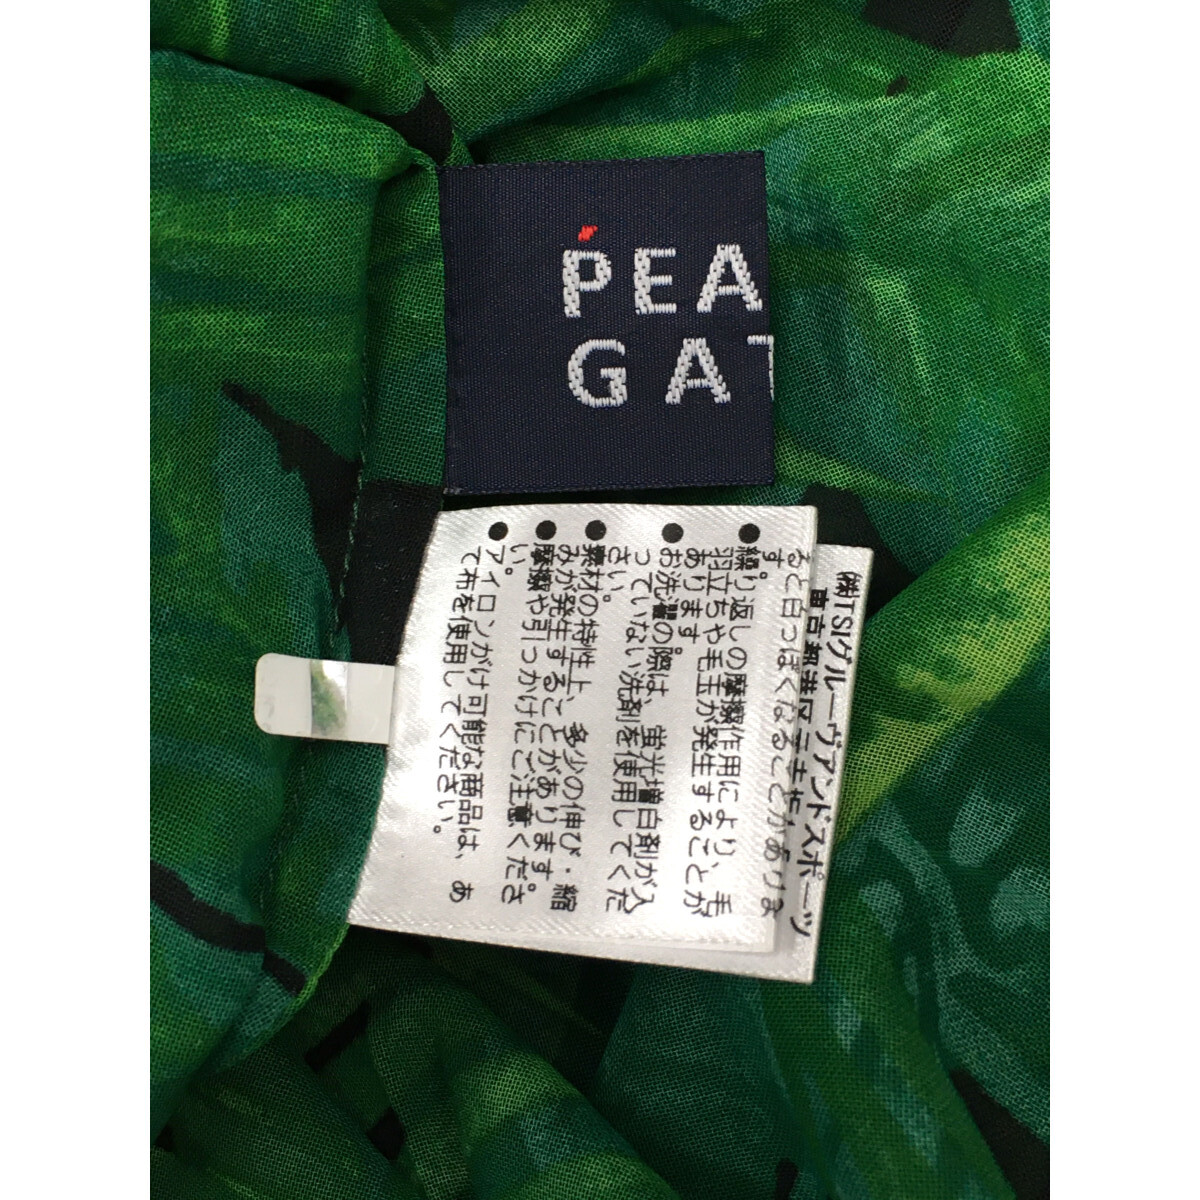 PEA
GAT
㈱TSIグルーヴアンドスポーツ
東京都港区
ると白っぽくなることがありま
す。
●繰り返しの摩擦作用により、毛
羽立ちや毛玉が発生することが
あります。
●お洗濯の際は、蛍光増白剤が入
っていない洗剤を使用してくだ
さい。
●素材の特性上、多少の伸び・縮
みが発生することがあります。
●摩擦や引っかけにご注意くださ
い。
●アイロンがけ可能な商品は、あ
て布を使用してください。